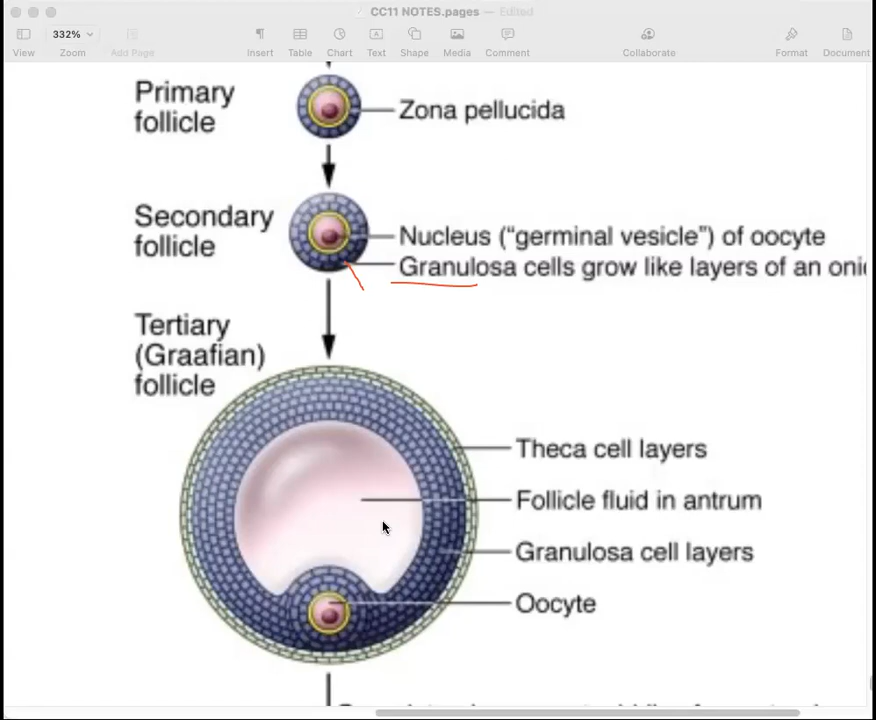 CC11 NOTES.pages — Edited
332%
View
Zoom
Add Page
Insert
Table
Chart
Text
Shape
Media
Comment
Collaborate
Format
Document
Primary
follicle
Zona pellucida
Secondary
follicle
Nucleus (“germinal vesicle”) of oocyte
Granulosa cells grow like layers of an oni
Tertiary
(Graafian)
follicle
Theca cell layers
Follicle fluid in antrum
Granulosa cell layers
Oocyte